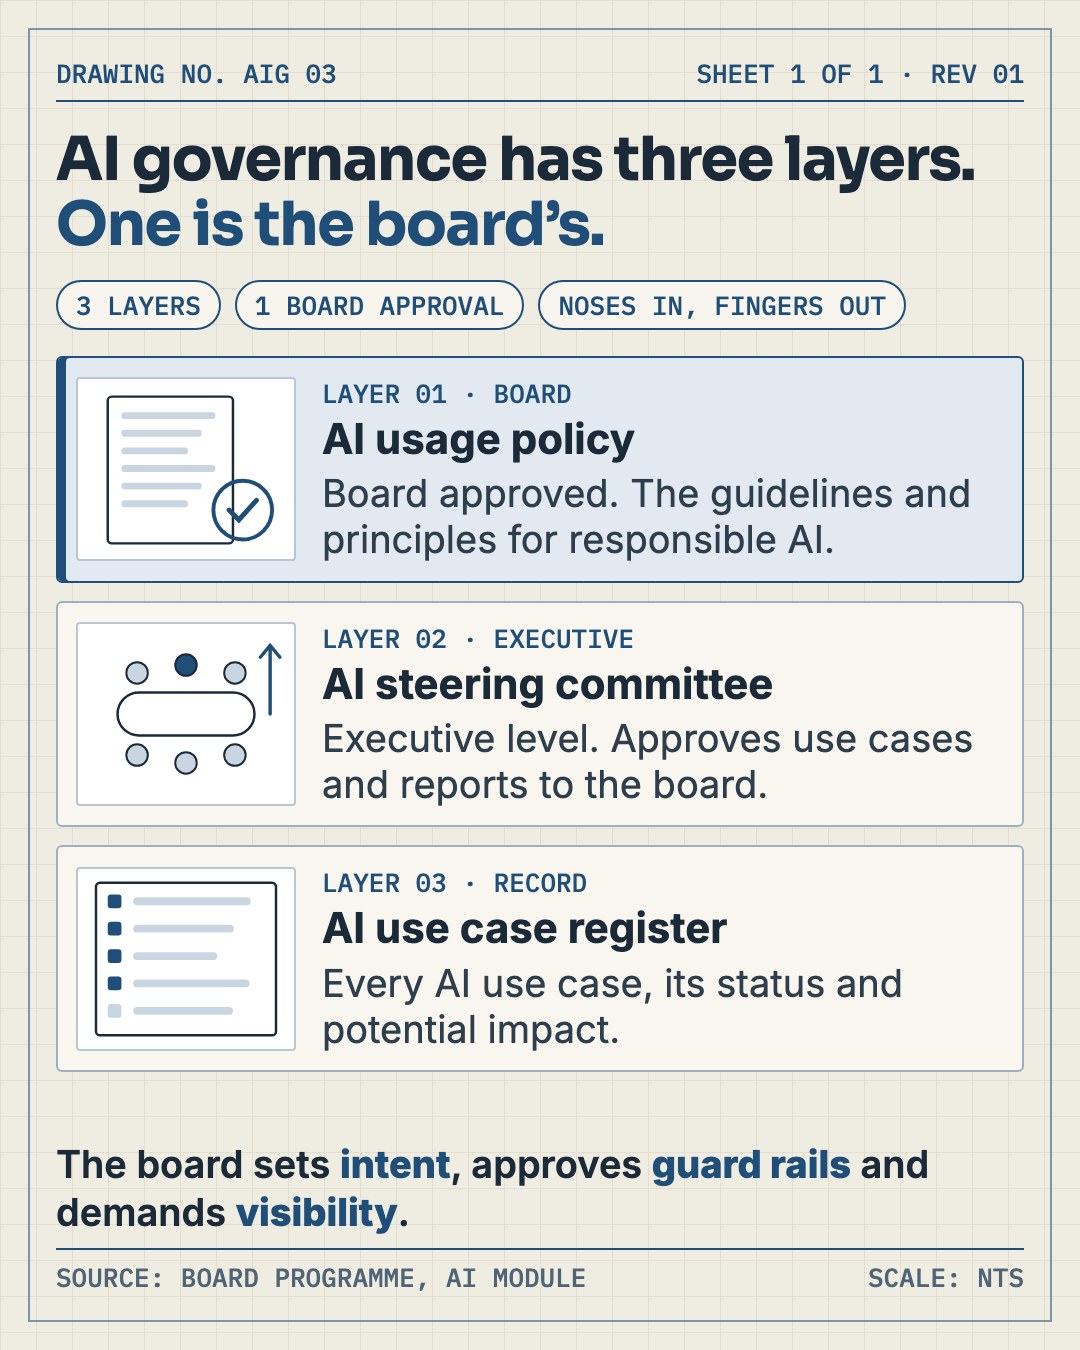 DRAWING NO. AIG 03
SHEET 1 OF 1 · REV 01
AI governance has three layers.
One is the board’s.
3 LAYERS
1 BOARD APPROVAL
NOSES IN, FINGERS OUT
LAYER 01 · BOARD
AI usage policy
Board approved. The guidelines and
principles for responsible AI.
LAYER 02 · EXECUTIVE
AI steering committee
Executive level. Approves use cases
and reports to the board.
LAYER 03 · RECORD
AI use case register
Every AI use case, its status and
potential impact.
The board sets intent, approves guard rails and
demands visibility.
SOURCE: BOARD PROGRAMME, AI MODULE
SCALE: NTS